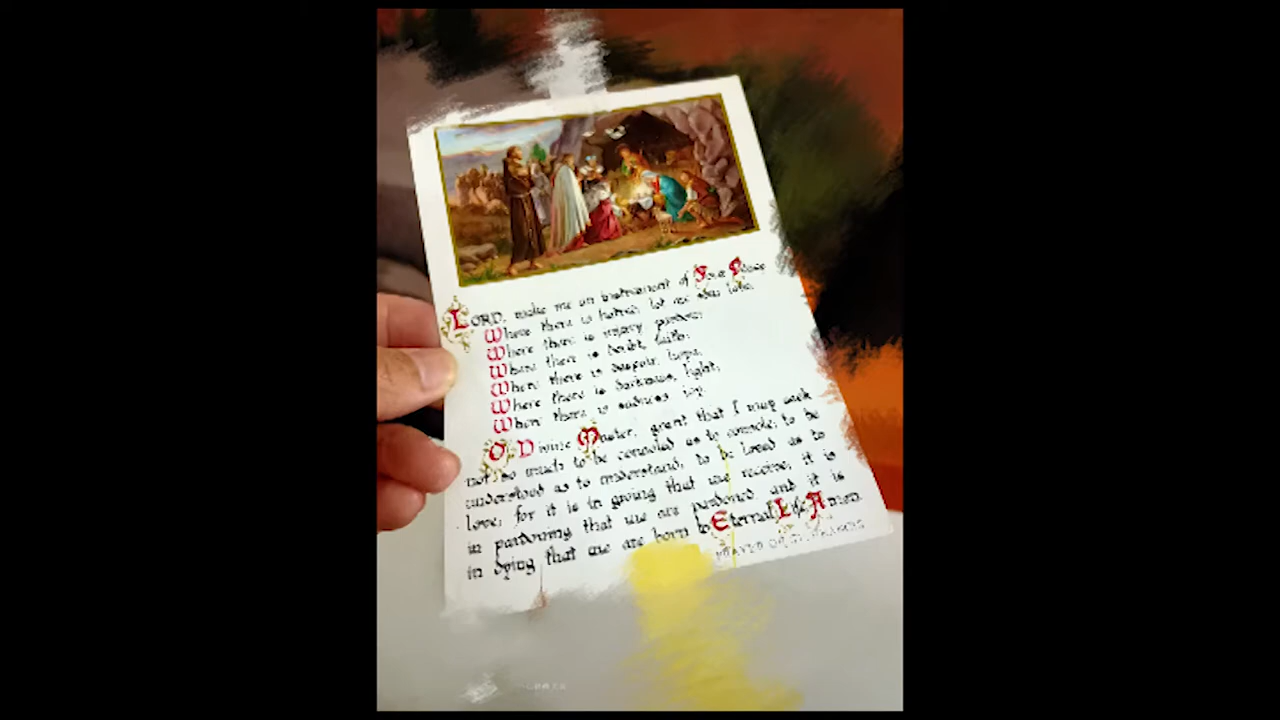 LORD, make me an instrument of Your Peace
Where there is hatred, let me sow love,
Where there is injury pardon;
Where there is doubt, faith;
Where there is despair, hope,
Where there is darkness, light;
Where there is sadness joy.
O Divine Master, grant that I may seek
not so much to be consoled as to console; to be
understood as to understand; to be loved as to
love; for it is in giving that we receive, it is
in pardoning that we are pardoned, and it is
in dying that we are born to Eternal Life Amen
PRAYER OF ST. FRANCIS